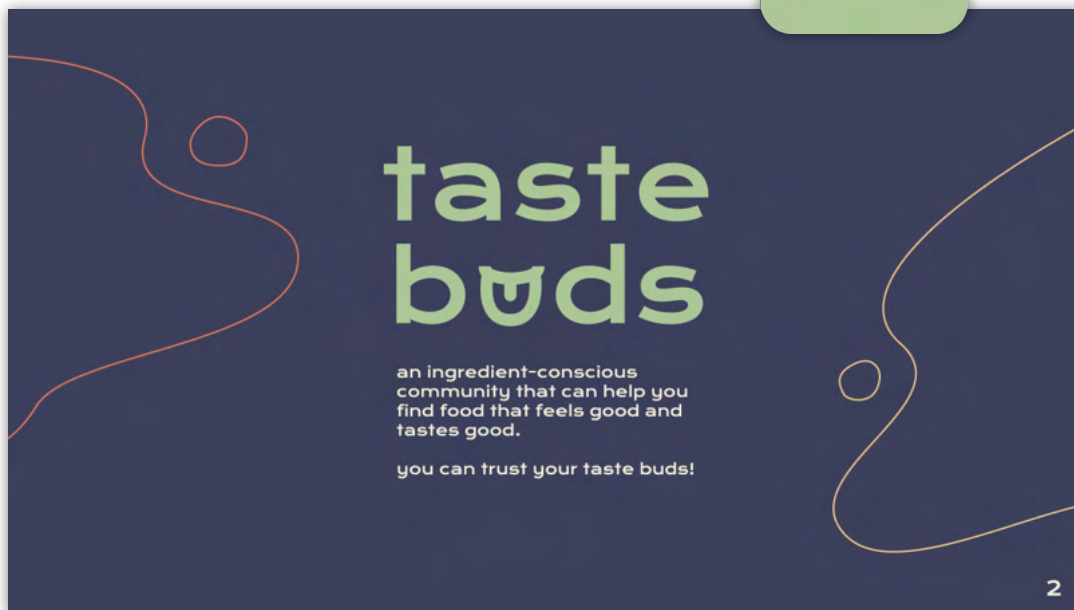 taste
buds
an ingredient-conscious
community that can help you
find food that feels good and
tastes good.
you can trust your taste buds!
2